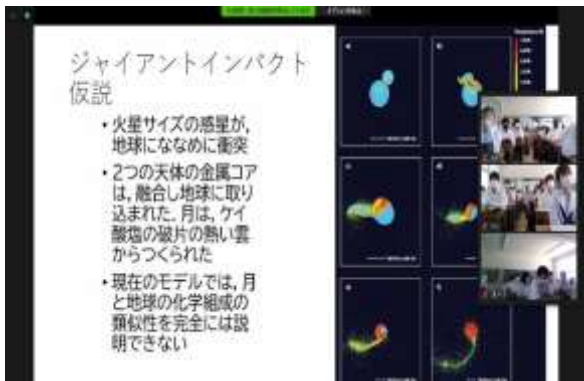 ジャイアントインパクト
仮説
・火星サイズの惑星が,
地球にななめに衝突
・2つの天体の金属コア
は, 融合し地球に取り
込まれた. 月は, ケイ
酸塩の破片の熱い雲
からつくられた
・現在のモデルでは, 月
と地球の化学組成の
類似性を完全には説
明できない